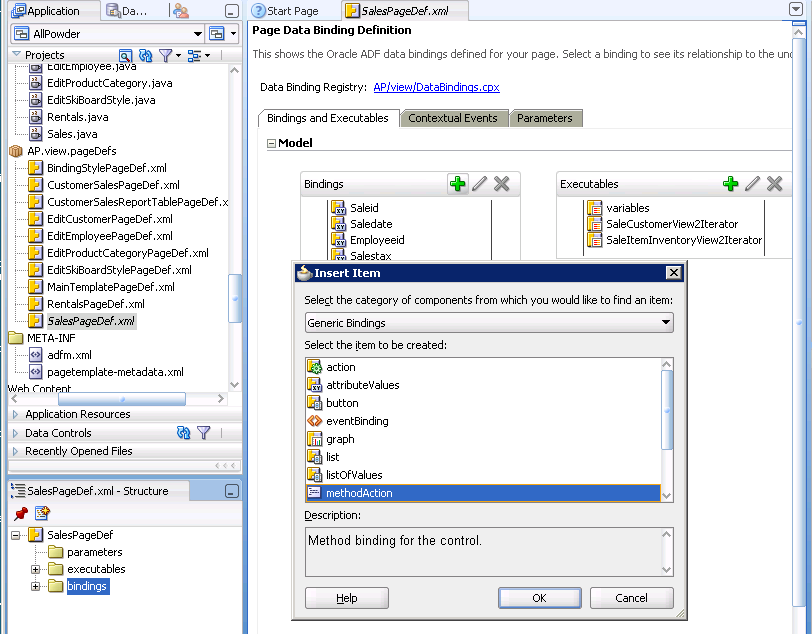 Application
Da...
AllPowder
Projects
EditEmployee.java
EditProductCategory.java
EditSkiBoardStyle.java
Rentals.java
Sales.java
AP.view.pageDefs
BindingStylePageDef.xml
CustomerSalesPageDef.xml
CustomerSalesReportTablePageDef.x
EditCustomerPageDef.xml
EditEmployeePageDef.xml
EditProductCategoryPageDef.xml
EditSkiBoardStylePageDef.xml
MainTemplatePageDef.xml
RentalsPageDef.xml
SalesPageDef.xml
META-INF
adfm.xml
pagetemplate-metadata.xml
Web Content
Application Resources
Data Controls
Recently Opened Files
SalesPageDef.xml - Structure
SalesPageDef
parameters
executables
bindings
Start Page
SalesPageDef.xml
Page Data Binding Definition
This shows the Oracle ADF data bindings defined for your page. Select a binding to see its relationship to the und
Data Binding Registry: AP/view/DataBindings.cpx
Bindings and Executables
Contextual Events
Parameters
Model
Bindings
Saleid
Saledate
Employeeid
Salestax
Executables
variables
SaleCustomerView2Iterator
SaleItemInventoryView2Iterator
Insert Item
Select the category of components from which you would like to find an item:
Generic Bindings
Select the item to be created:
action
attributeValues
button
eventBinding
graph
list
listOfValues
methodAction
Description:
Method binding for the control.
Help
OK
Cancel